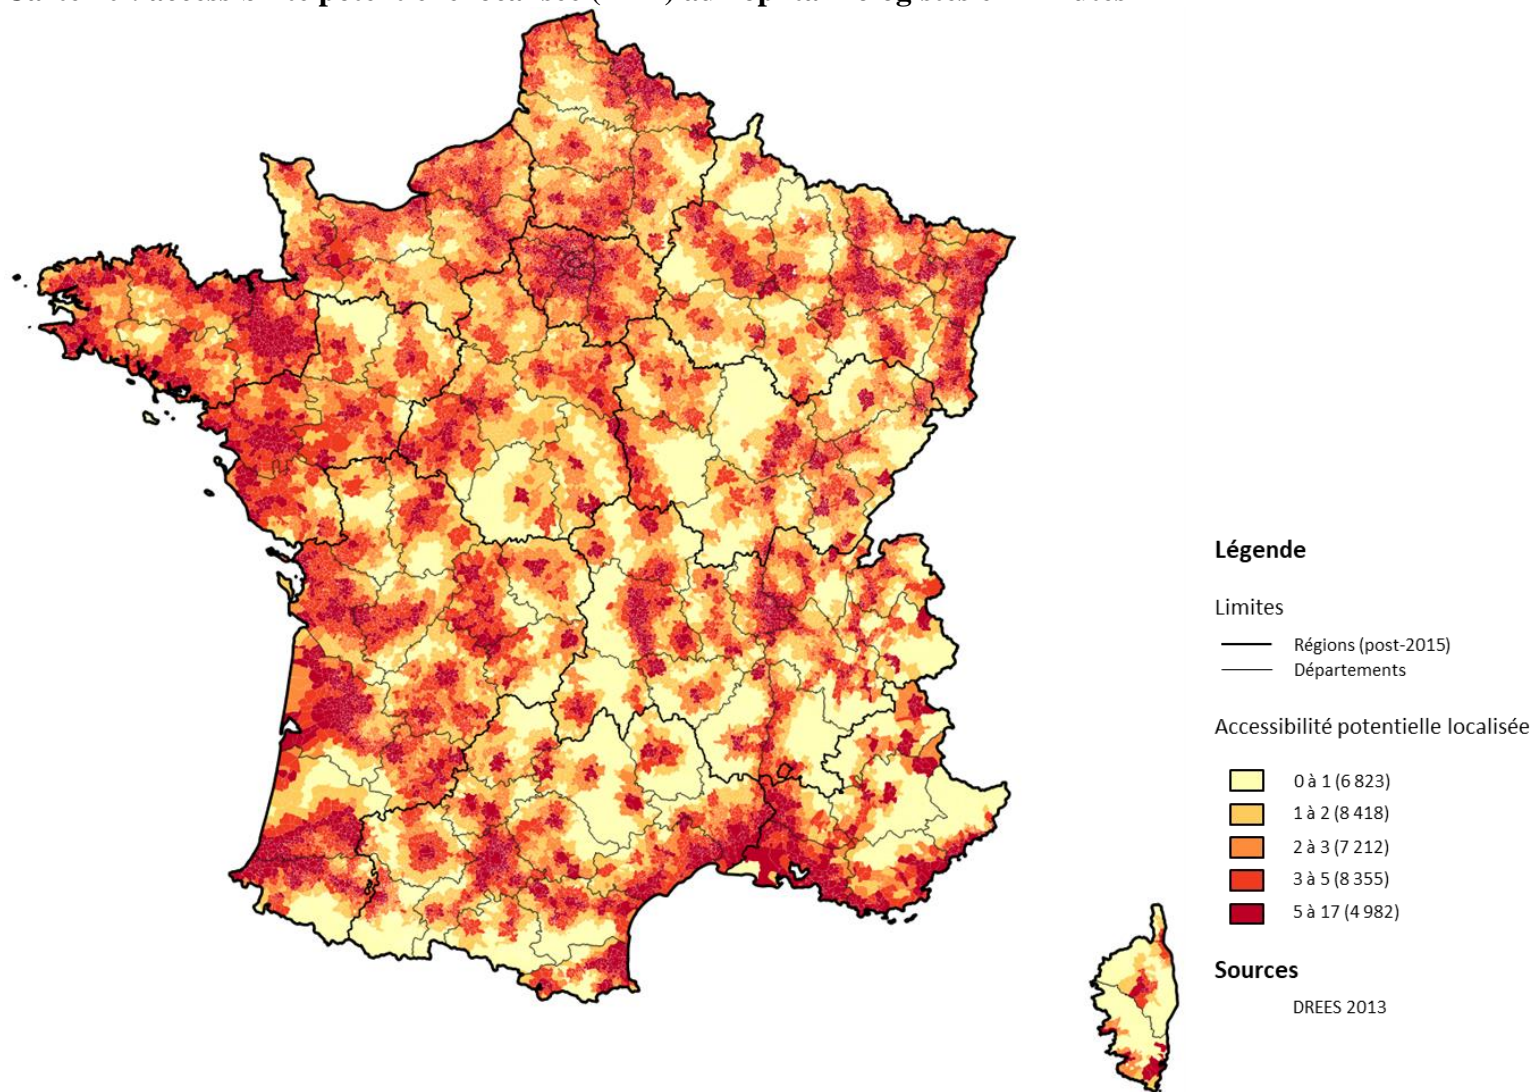 Légende
Limites
Régions (post-2015)
Départements
Accessibilité potentielle localisée
0 à 1 (6 823)
1 à 2 (8 418)
2 à 3 (7 212)
3 à 5 (8 355)
5 à 17 (4 982)
Sources
DREES 2013